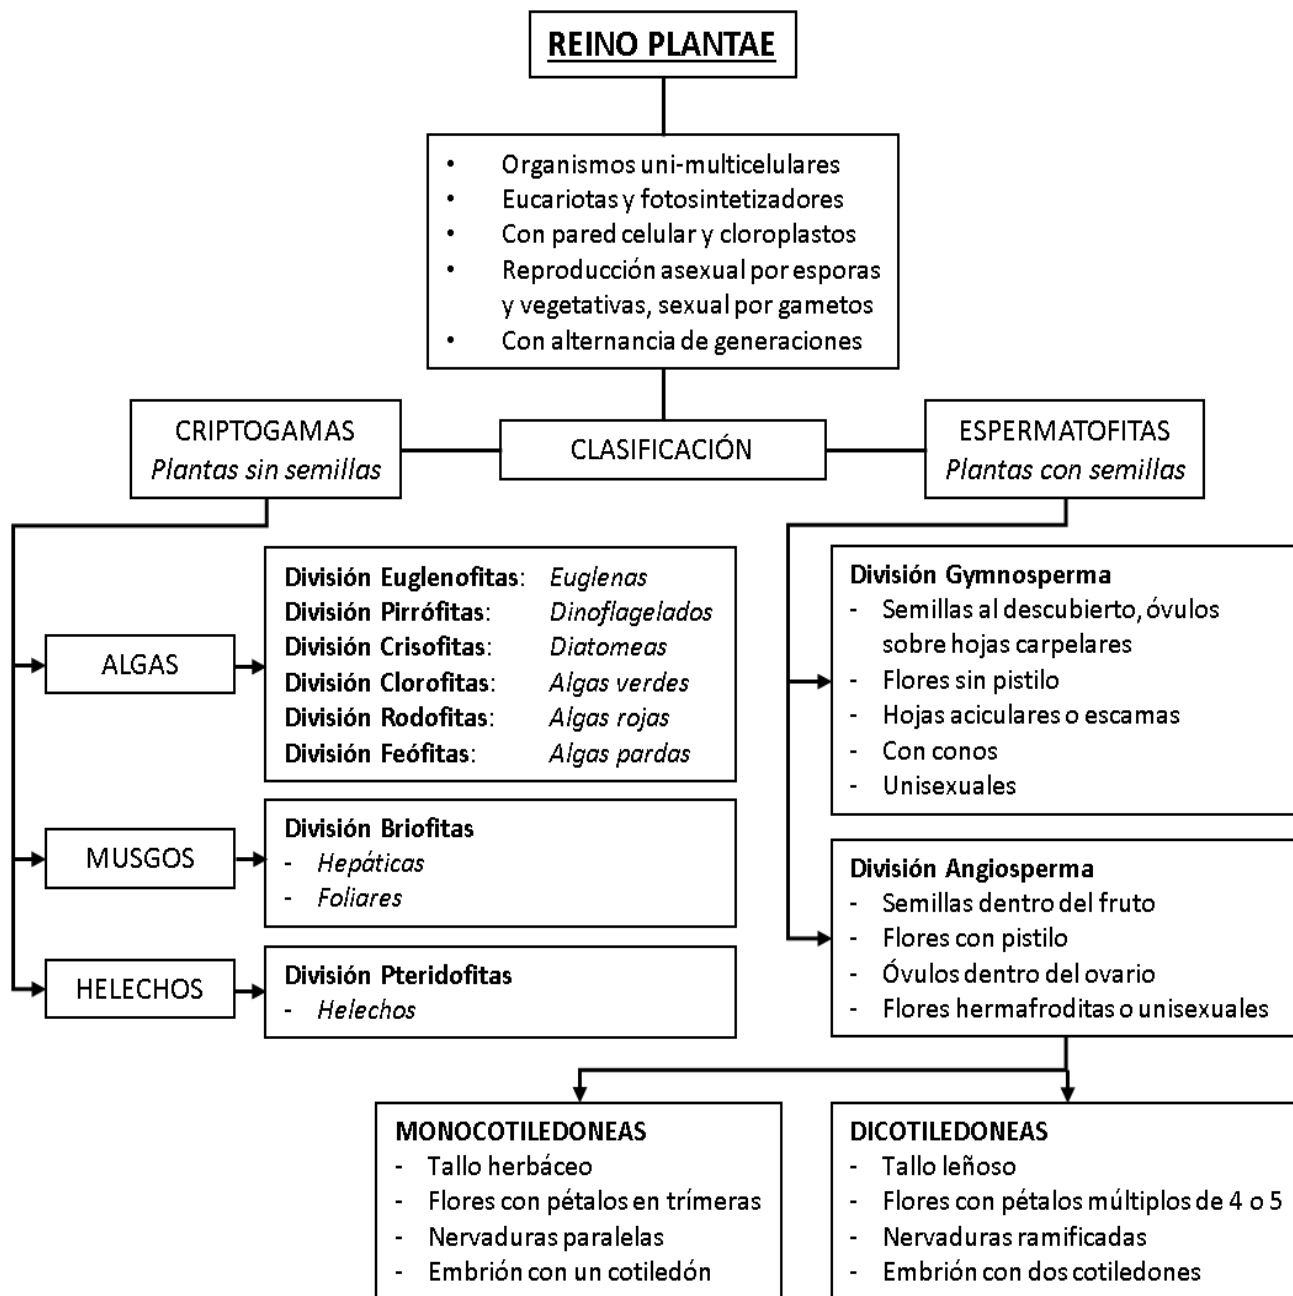 REINO PLANTAE
• Organismos uni-multicelulares
• Eucariotas y fotosintetizadores
• Con pared celular y cloroplastos
• Reproducción asexual por esporas
y vegetativas, sexual por gametos
• Con alternancia de generaciones
CLASIFICACIÓN
CRIPTOGAMAS
Plantas sin semillas
ALGAS
División Euglenofitas: Euglenas
División Pirrófitas: Dinoflagelados
División Crisofitas: Diatomeas
División Clorofitas: Algas verdes
División Rodofitas: Algas rojas
División Feófitas: Algas pardas
MUSGOS
División Briofitas
- Hepáticas
- Foliares
HELECHOS
División Pteridofitas
- Helechos
ESPERMATOFITAS
Plantas con semillas
División Gymnosperma
- Semillas al descubierto, óvulos
sobre hojas carpelares
- Flores sin pistilo
- Hojas aciculares o escamas
- Con conos
- Unisexuales
División Angiosperma
- Semillas dentro del fruto
- Flores con pistilo
- Óvulos dentro del ovario
- Flores hermafroditas o unisexuales
MONOCOTILEDONEAS
- Tallo herbáceo
- Flores con pétalos en trímeras
- Nervaduras paralelas
- Embrión con un cotiledón
DICOTILEDONEAS
- Tallo leñoso
- Flores con pétalos múltiplos de 4 o 5
- Nervaduras ramificadas
- Embrión con dos cotiledones